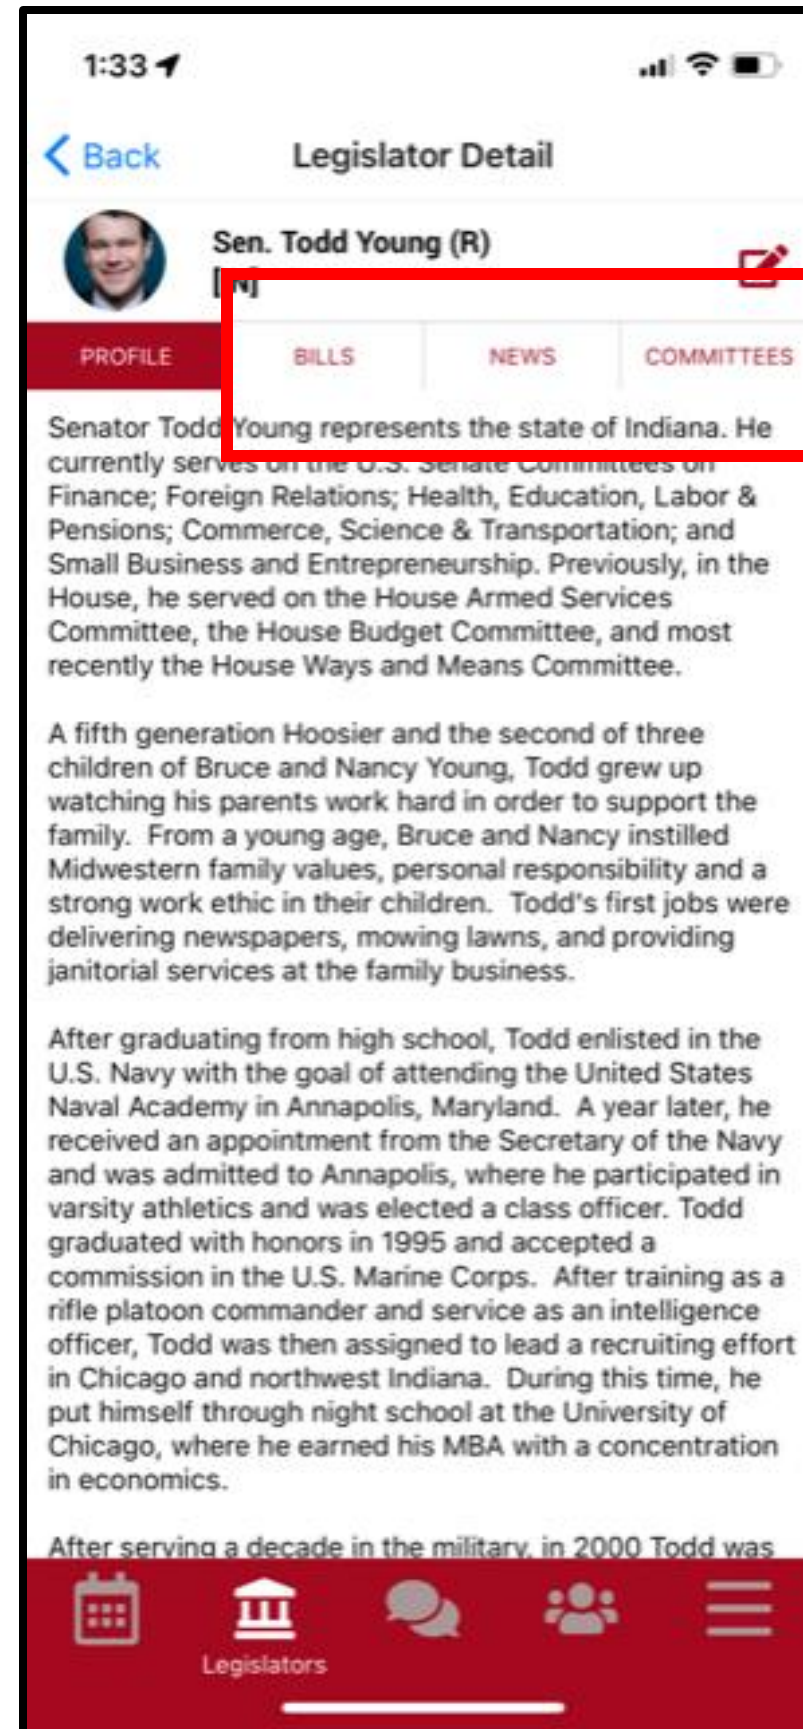 1:33
Back
Legislator Detail
Sen. Todd Young (R)
[ N]
PROFILE BILLS NEWS COMMITTEES
Senator Todd Young represents the state of Indiana. He
currently serves on the U.S. Senate Committees on
Finance; Foreign Relations; Health, Education, Labor &
Pensions; Commerce, Science & Transportation; and
Small Business and Entrepreneurship. Previously, in the
House, he served on the House Armed Services
Committee, the House Budget Committee, and most
recently the House Ways and Means Committee.
A fifth generation Hoosier and the second of three
children of Bruce and Nancy Young, Todd grew up
watching his parents work hard in order to support the
family.  From a young age, Bruce and Nancy instilled
Midwestern family values, personal responsibility and a
strong work ethic in their children.  Todd's first jobs were
delivering newspapers, mowing lawns, and providing
janitorial services at the family business.
After graduating from high school, Todd enlisted in the
U.S. Navy with the goal of attending the United States
Naval Academy in Annapolis, Maryland.  A year later, he
received an appointment from the Secretary of the Navy
and was admitted to Annapolis, where he participated in
varsity athletics and was elected a class officer. Todd
graduated with honors in 1995 and accepted a
commission in the U.S. Marine Corps.  After training as a
rifle platoon commander and service as an intelligence
officer, Todd was then assigned to lead a recruiting effort
in Chicago and northwest Indiana.  During this time, he
put himself through night school at the University of
Chicago, where he earned his MBA with a concentration
in economics.
After serving a decade in the military, in 2000 Todd was
Legislators